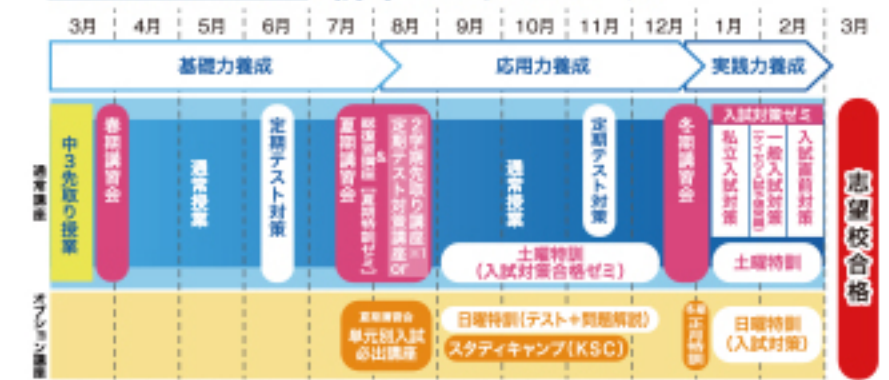 3月 4月 5月 6月 7月 8月 9月 10月 11月 12月 1月 2月 3月
基礎力養成 応用力養成 実践力養成
通常講座
中3先取り授業
春期講習会
通常授業
定期テスト対策
夏期講習会
&
2学期先取り講座※1
定期テスト対策講座or
通常授業
定期テスト対策
土曜特訓
(入試対策合格ゼミ)
冬期講習会
入試対策ゼミ
私立入試対策
一般入試対策
入試直前対策
土曜特訓
志望校合格
オプション講座
夏期講習会
単元別入試
必出講座
日曜特訓(テスト+問題解説)
スタディキャンプ(KSC)
正月特訓
日曜特訓
(入試対策)